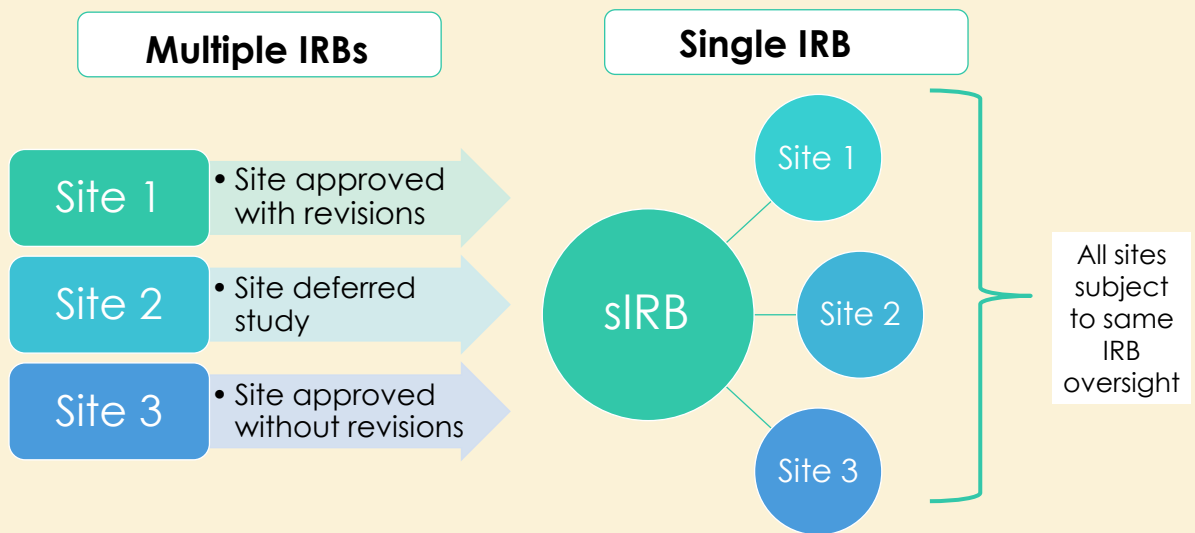 Multiple IRBs
Site 1
• Site approved
with revisions
Site 2
• Site deferred
study
Site 3
• Site approved
without revisions
Single IRB
sIRB
Site 1
Site 2
Site 3
All sites
subject
to same
IRB
oversight